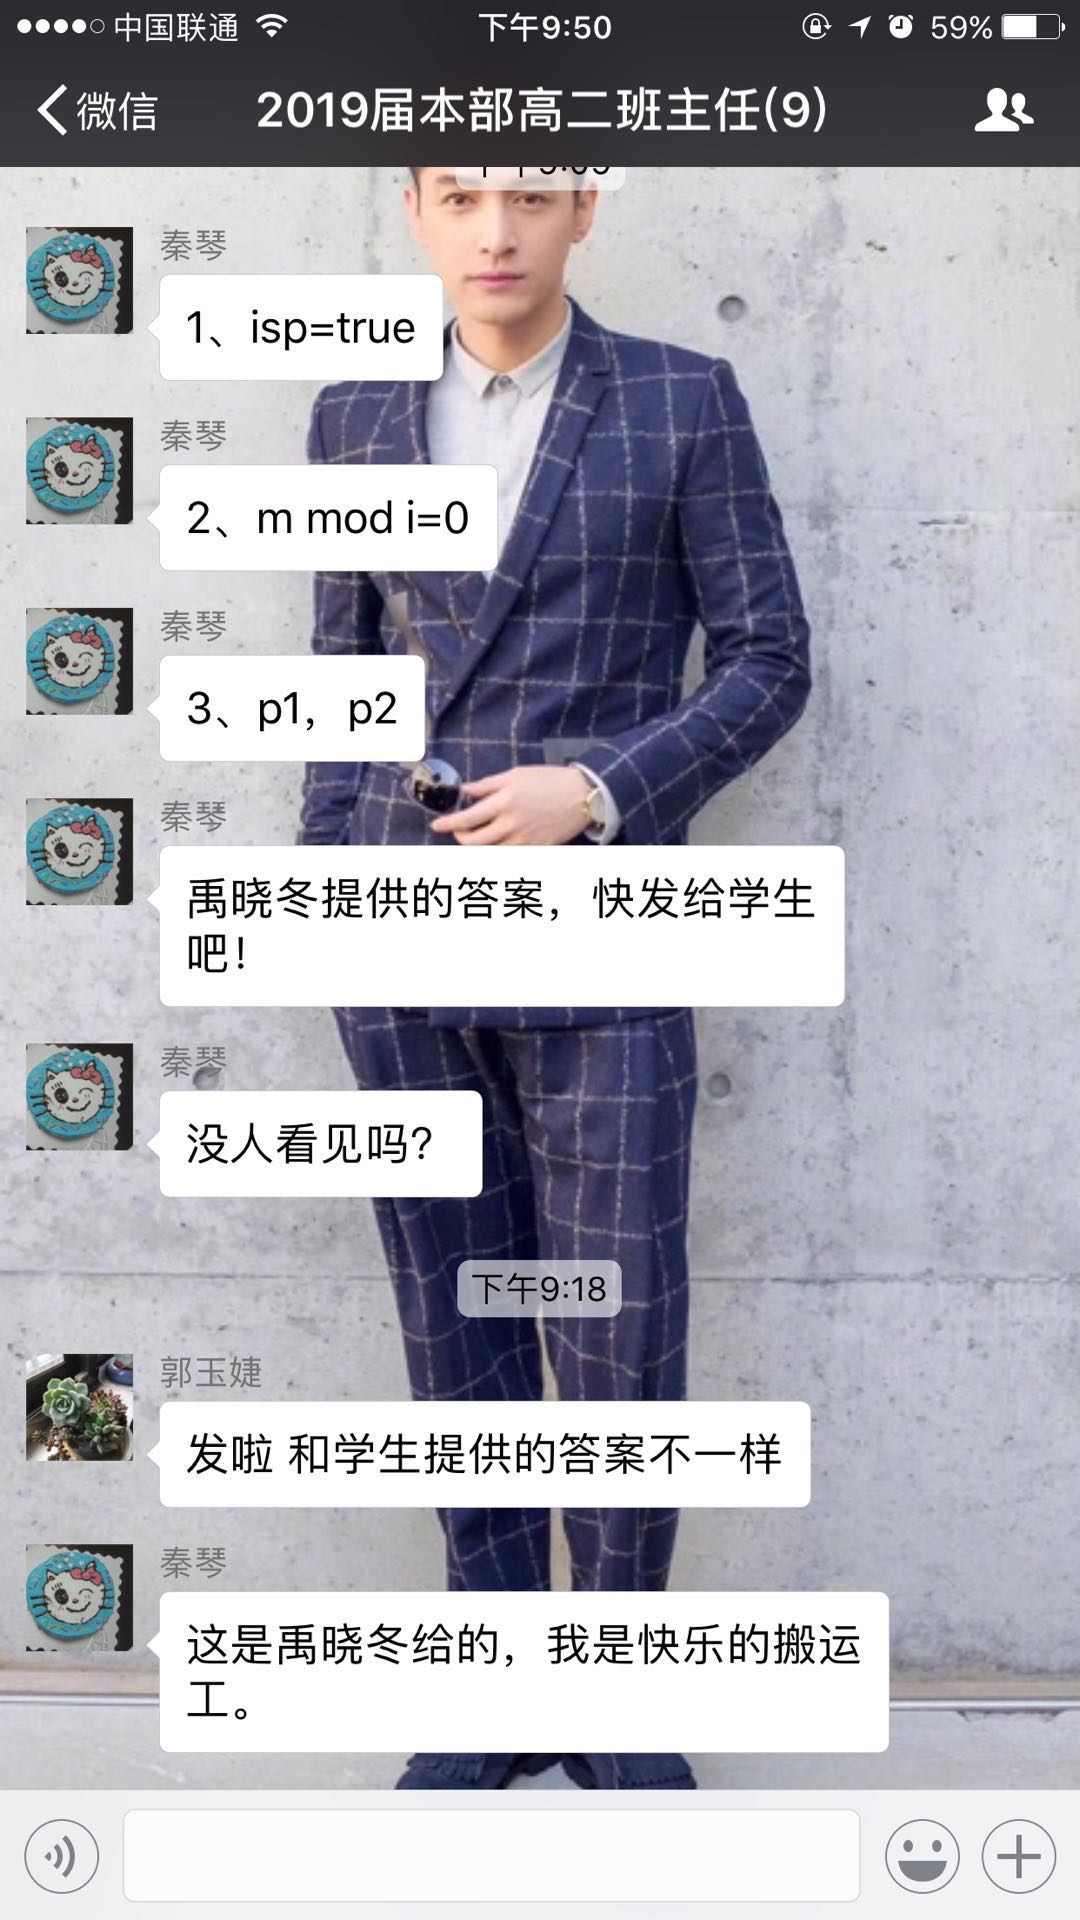 中国联通
下午9:50
59%
微信
2019届本部高二班主任(9)
秦琴
1、isp=true
秦琴
2、m mod i=0
秦琴
3、p1，p2
秦琴
禹晓冬提供的答案，快发给学生
吧！
秦琴
没人看见吗？
下午9:18
郭玉婕
发啦 和学生提供的答案不一样
秦琴
这是禹晓冬给的，我是快乐的搬运
工。